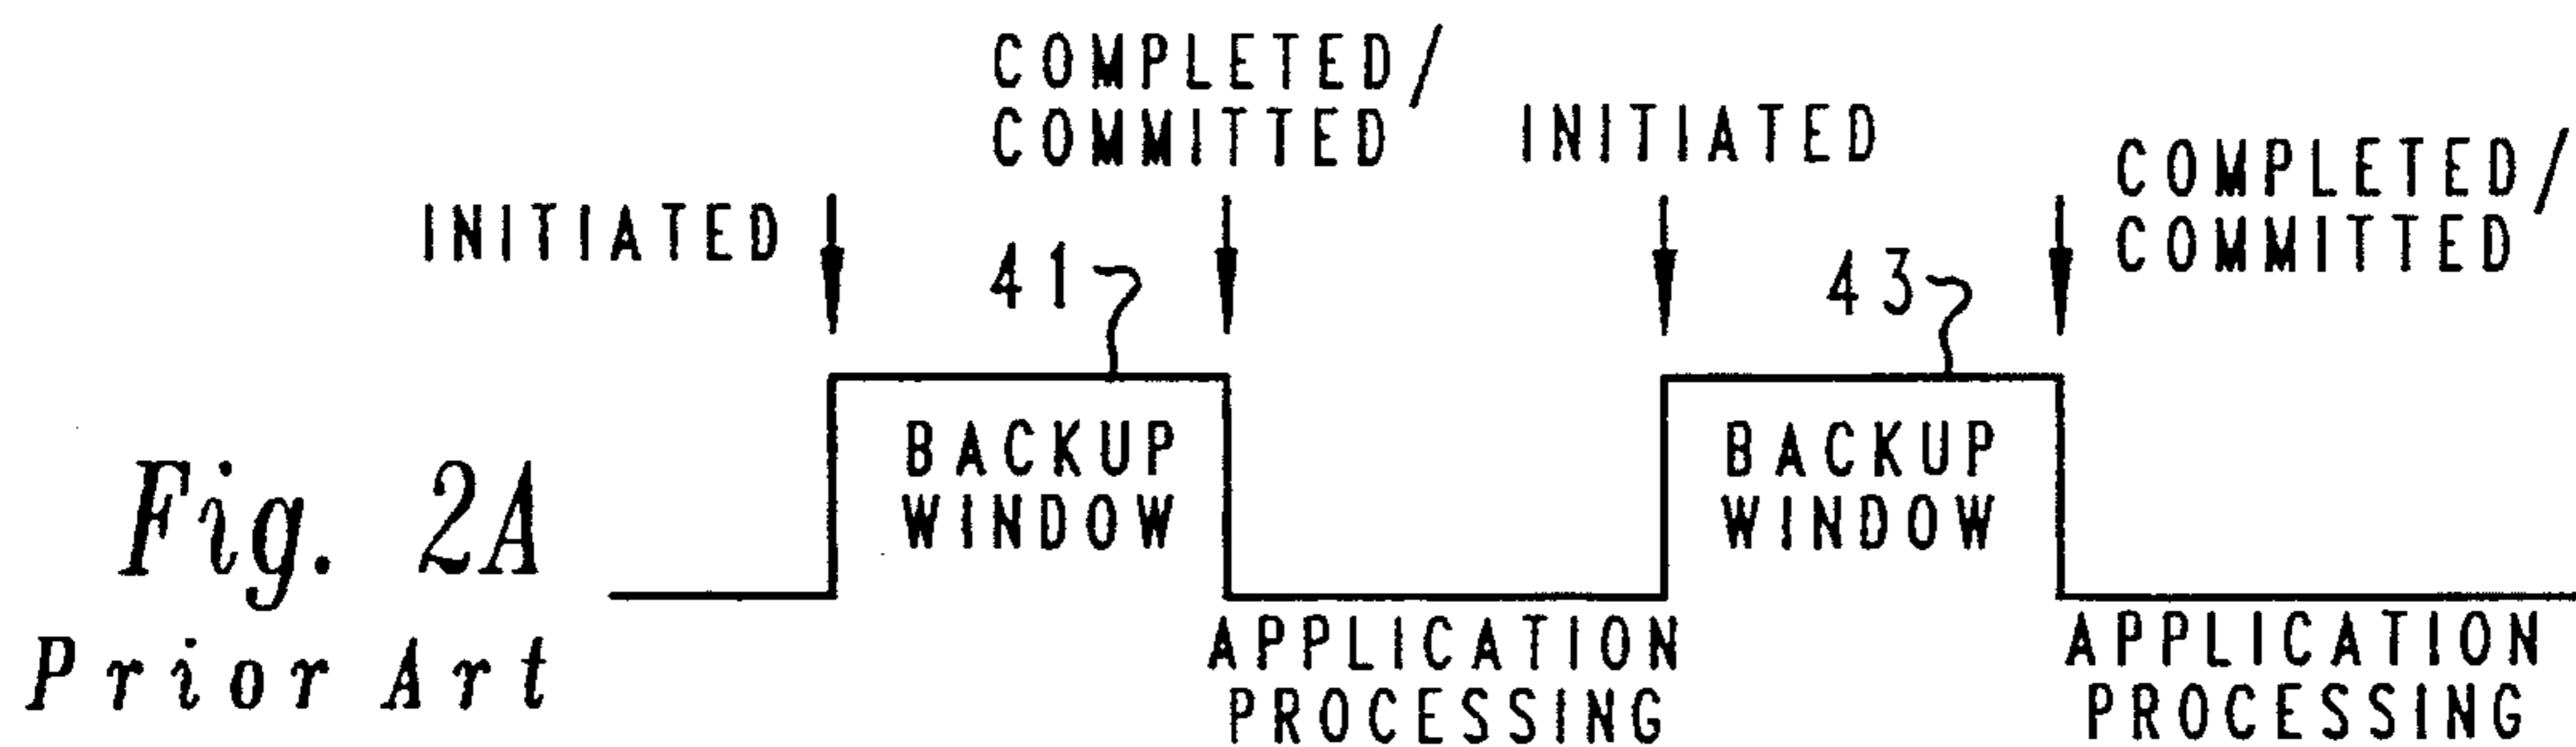 COMPLETED/
COMMITTED
INITIATED
COMPLETED/
COMMITTED
INITIATED
41
43
BACKUP
WINDOW
BACKUP
WINDOW
Fig. 2A
Prior Art
APPLICATION
PROCESSING
APPLICATION
PROCESSING